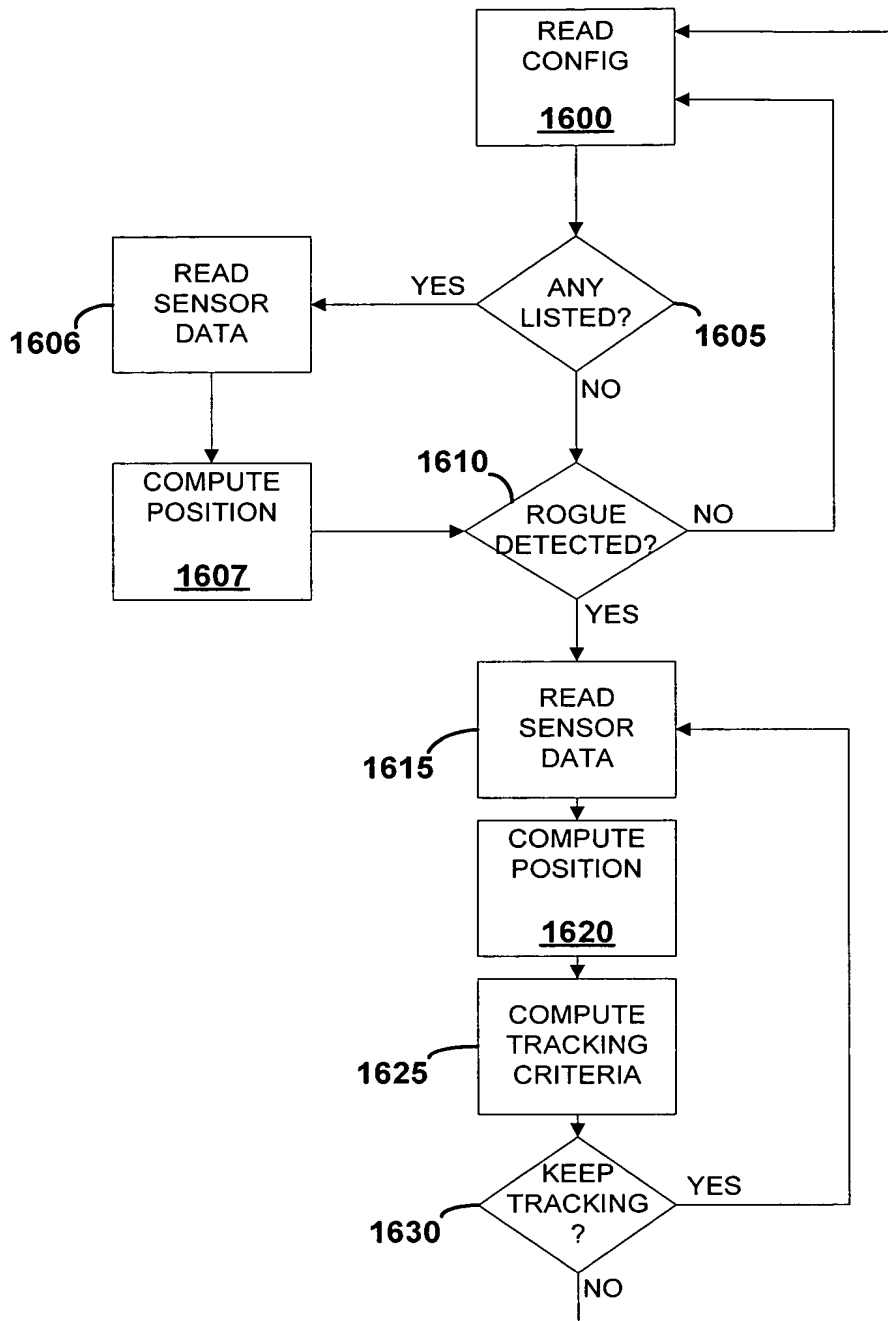 READ
CONFIG
1600
READ
SENSOR
DATA
1606
YES
ANY
LISTED?
1605
NO
COMPUTE
POSITION
1607
1610
ROGUE
DETECTED?
NO
YES
READ
SENSOR
DATA
1615
COMPUTE
POSITION
1620
COMPUTE
TRACKING
CRITERIA
1625
KEEP
TRACKING
?
YES
1630
NO